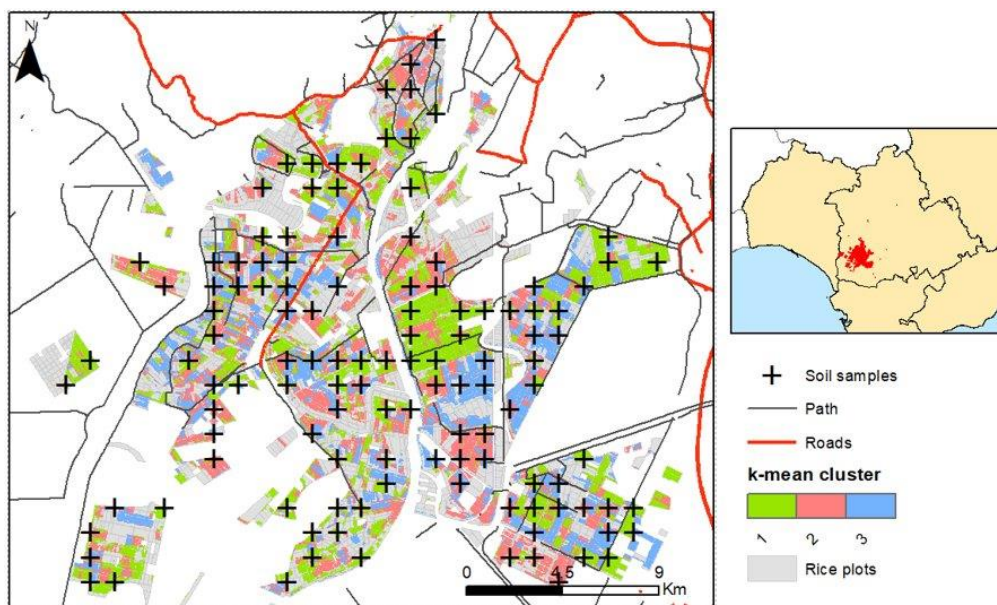 N
Soil samples
Path
Roads
k-mean cluster
1 2 3
Rice plots
0 4.5 9
Km